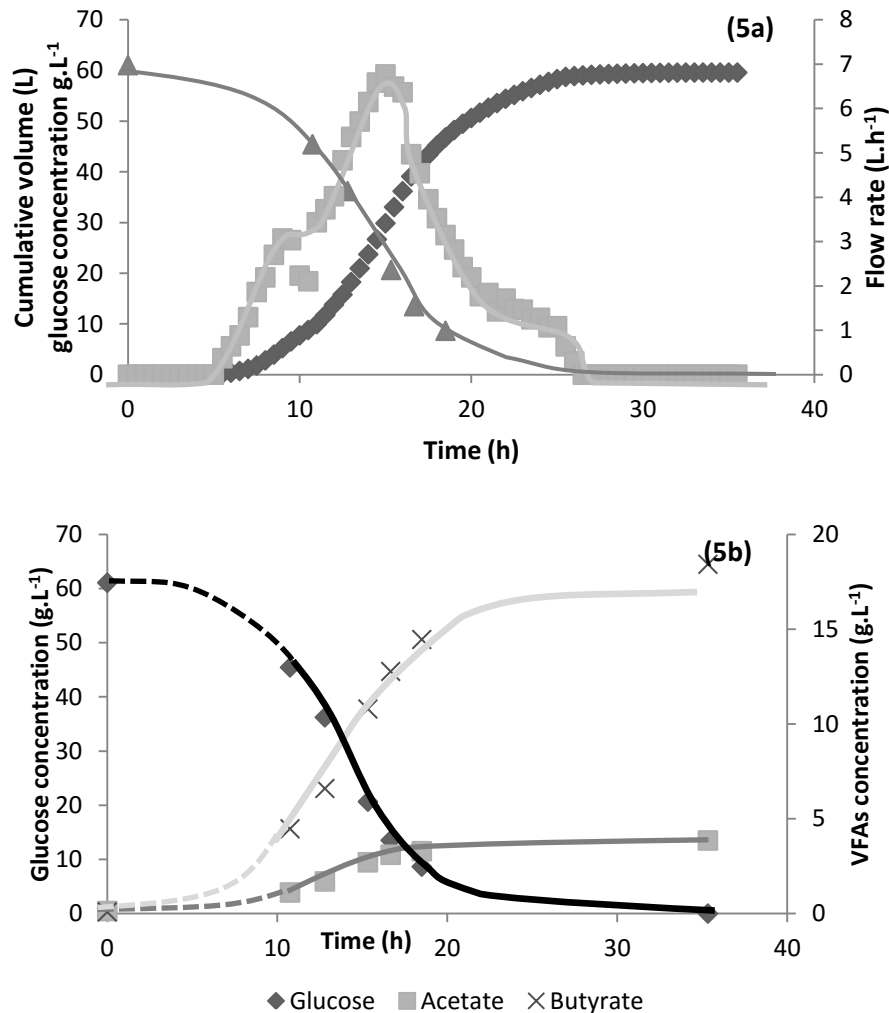 (5a)
Cumulative volume (L)
glucose concentration g.L-1
70
60
50
40
30
20
10
0
8
7
6
5
4
3
2
1
0
Flow rate (L.h-1)
0 10 20 30 40
Time (h)
(5b)
Glucose concentration (g.L-1)
70
60
50
40
30
20
10
0
20
15
10
5
0
VFAs concentration (g.L-1)
0 10 20 30 40
Time (h)
Glucose Acetate Butyrate